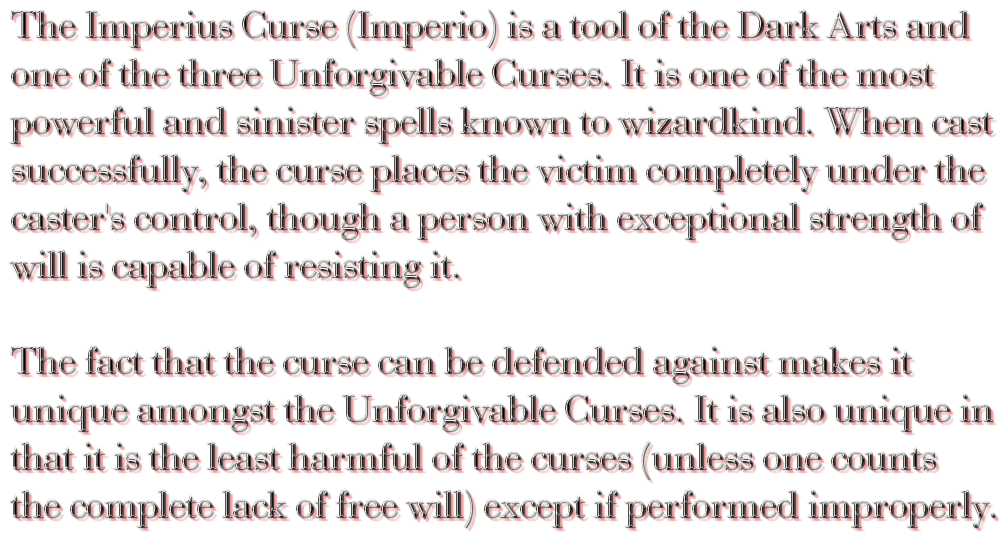 The Imperius Curse (Imperio) is a tool of the Dark Arts and
one of the three Unforgivable Curses. It is one of the most
powerful and sinister spells known to wizardkind. When cast
successfully, the curse places the victim completely under the
caster's control, though a person with exceptional strength of
will is capable of resisting it.
The fact that the curse can be defended against makes it
unique amongst the Unforgivable Curses. It is also unique in
that it is the least harmful of the curses (unless one counts
the complete lack of free will) except if performed improperly.